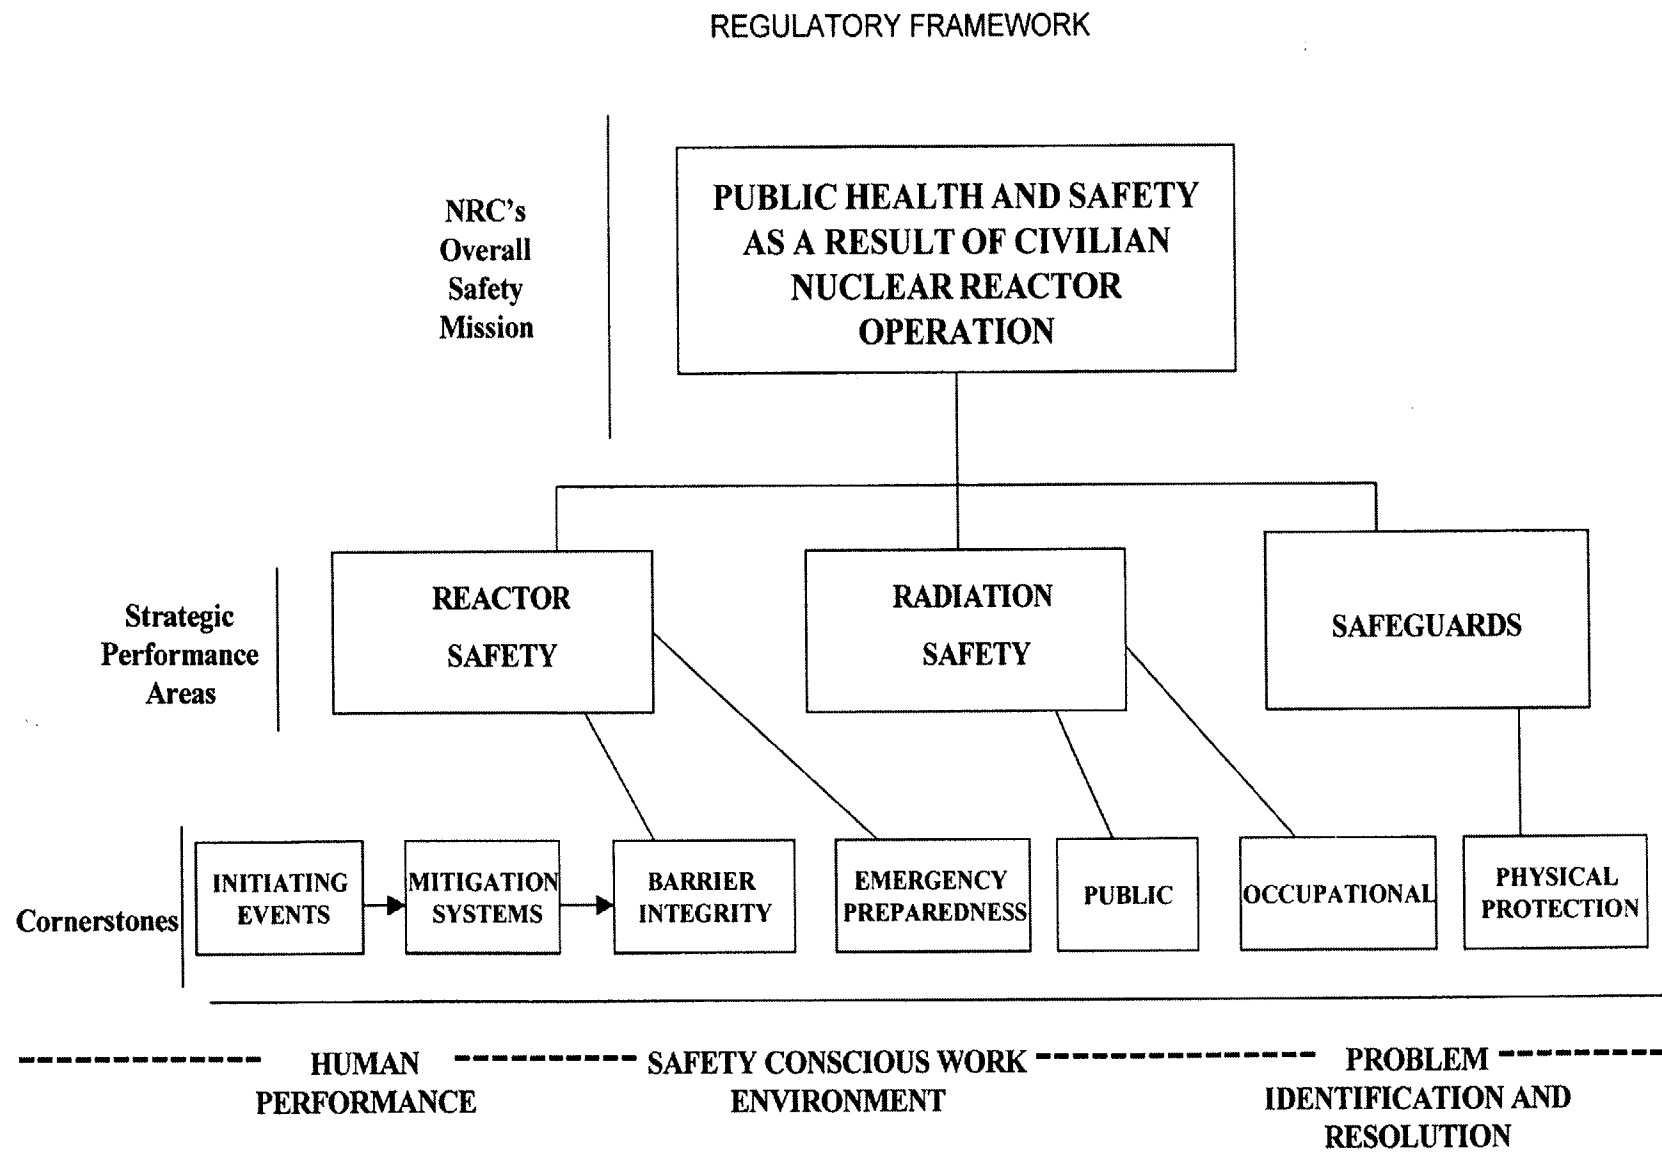 REGULATORY FRAMEWORK
NRC's
Overall
Safety
Mission
PUBLIC HEALTH AND SAFETY
AS A RESULT OF CIVILIAN
NUCLEAR REACTOR
OPERATION
Strategic
Performance
Areas
REACTOR
SAFETY
RADIATION
SAFETY
SAFEGUARDS
Cornerstones
INITIATING
EVENTS
MITIGATION
SYSTEMS
BARRIER
INTEGRITY
EMERGENCY
PREPAREDNESS
PUBLIC
OCCUPATIONAL
PHYSICAL
PROTECTION
HUMAN
PERFORMANCE
SAFETY CONSCIOUS WORK
ENVIRONMENT
PROBLEM
IDENTIFICATION AND
RESOLUTION